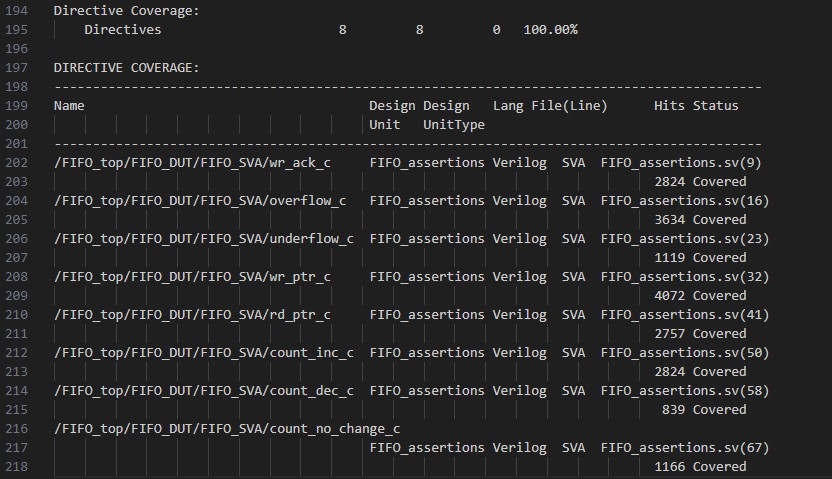 194 Directive Coverage:
195     Directives                       8         8         0   100.00%
196
197 DIRECTIVE COVERAGE:
198 --------------------------------------------------------------------------------------------
199 Name                                     Design Design   Lang File(Line)      Hits Status
200                                          Unit   UnitType
201 --------------------------------------------------------------------------------------------
202 /FIFO_top/FIFO_DUT/FIFO_SVA/wr_ack_c     FIFO_assertions Verilog  SVA  FIFO_assertions.sv(9)
203                                                                               2824 Covered
204 /FIFO_top/FIFO_DUT/FIFO_SVA/overflow_c   FIFO_assertions Verilog  SVA  FIFO_assertions.sv(16)
205                                                                               3634 Covered
206 /FIFO_top/FIFO_DUT/FIFO_SVA/underflow_c  FIFO_assertions Verilog  SVA  FIFO_assertions.sv(23)
207                                                                               1119 Covered
208 /FIFO_top/FIFO_DUT/FIFO_SVA/wr_ptr_c     FIFO_assertions Verilog  SVA  FIFO_assertions.sv(32)
209                                                                               4072 Covered
210 /FIFO_top/FIFO_DUT/FIFO_SVA/rd_ptr_c     FIFO_assertions Verilog  SVA  FIFO_assertions.sv(41)
211                                                                               2757 Covered
212 /FIFO_top/FIFO_DUT/FIFO_SVA/count_inc_c  FIFO_assertions Verilog  SVA  FIFO_assertions.sv(50)
213                                                                               2824 Covered
214 /FIFO_top/FIFO_DUT/FIFO_SVA/count_dec_c  FIFO_assertions Verilog  SVA  FIFO_assertions.sv(58)
215                                                                                839 Covered
216 /FIFO_top/FIFO_DUT/FIFO_SVA/count_no_change_c
217                                          FIFO_assertions Verilog  SVA  FIFO_assertions.sv(67)
218                                                                               1166 Covered